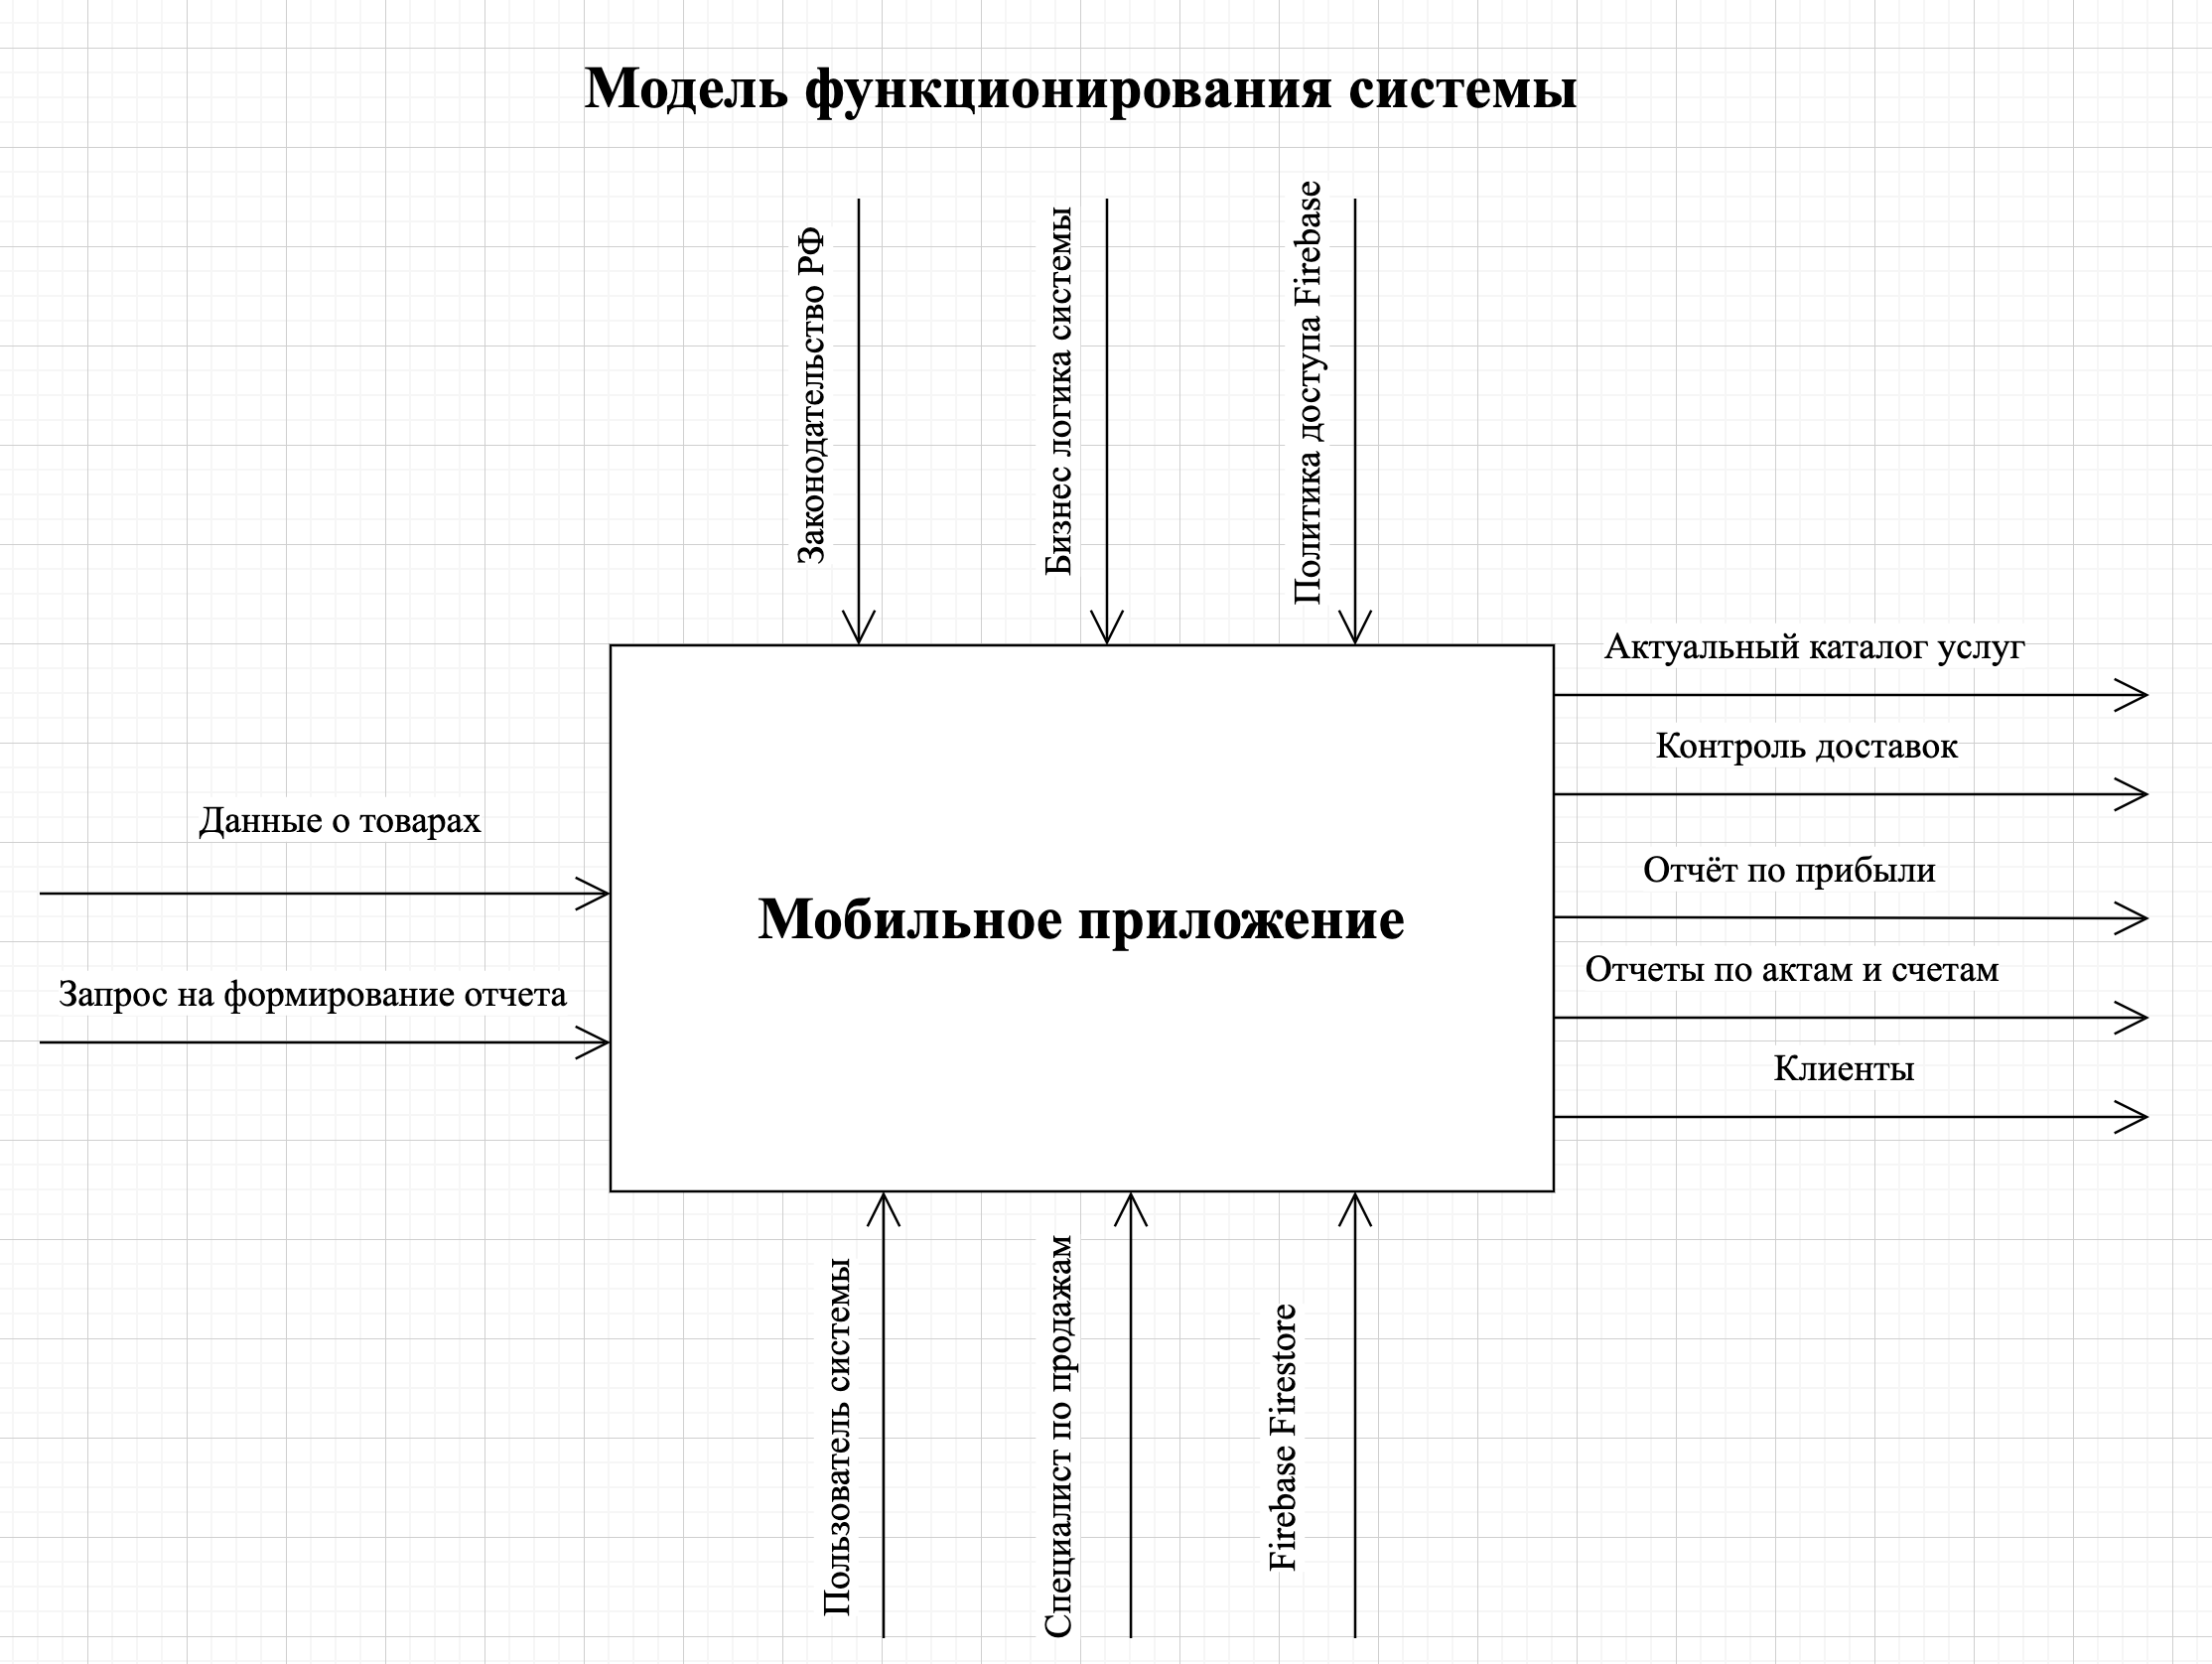 Модель функционирования системы
Законодательство РФ
Бизнес логика системы
Политика доступа Firebase
Данные о товарах
Запрос на формирование отчета
Мобильное приложение
Актуальный каталог услуг
Контроль доставок
Отчёт по прибыли
Отчеты по актам и счетам
Клиенты
Пользователь системы
Специалист по продажам
Firebase Firestore